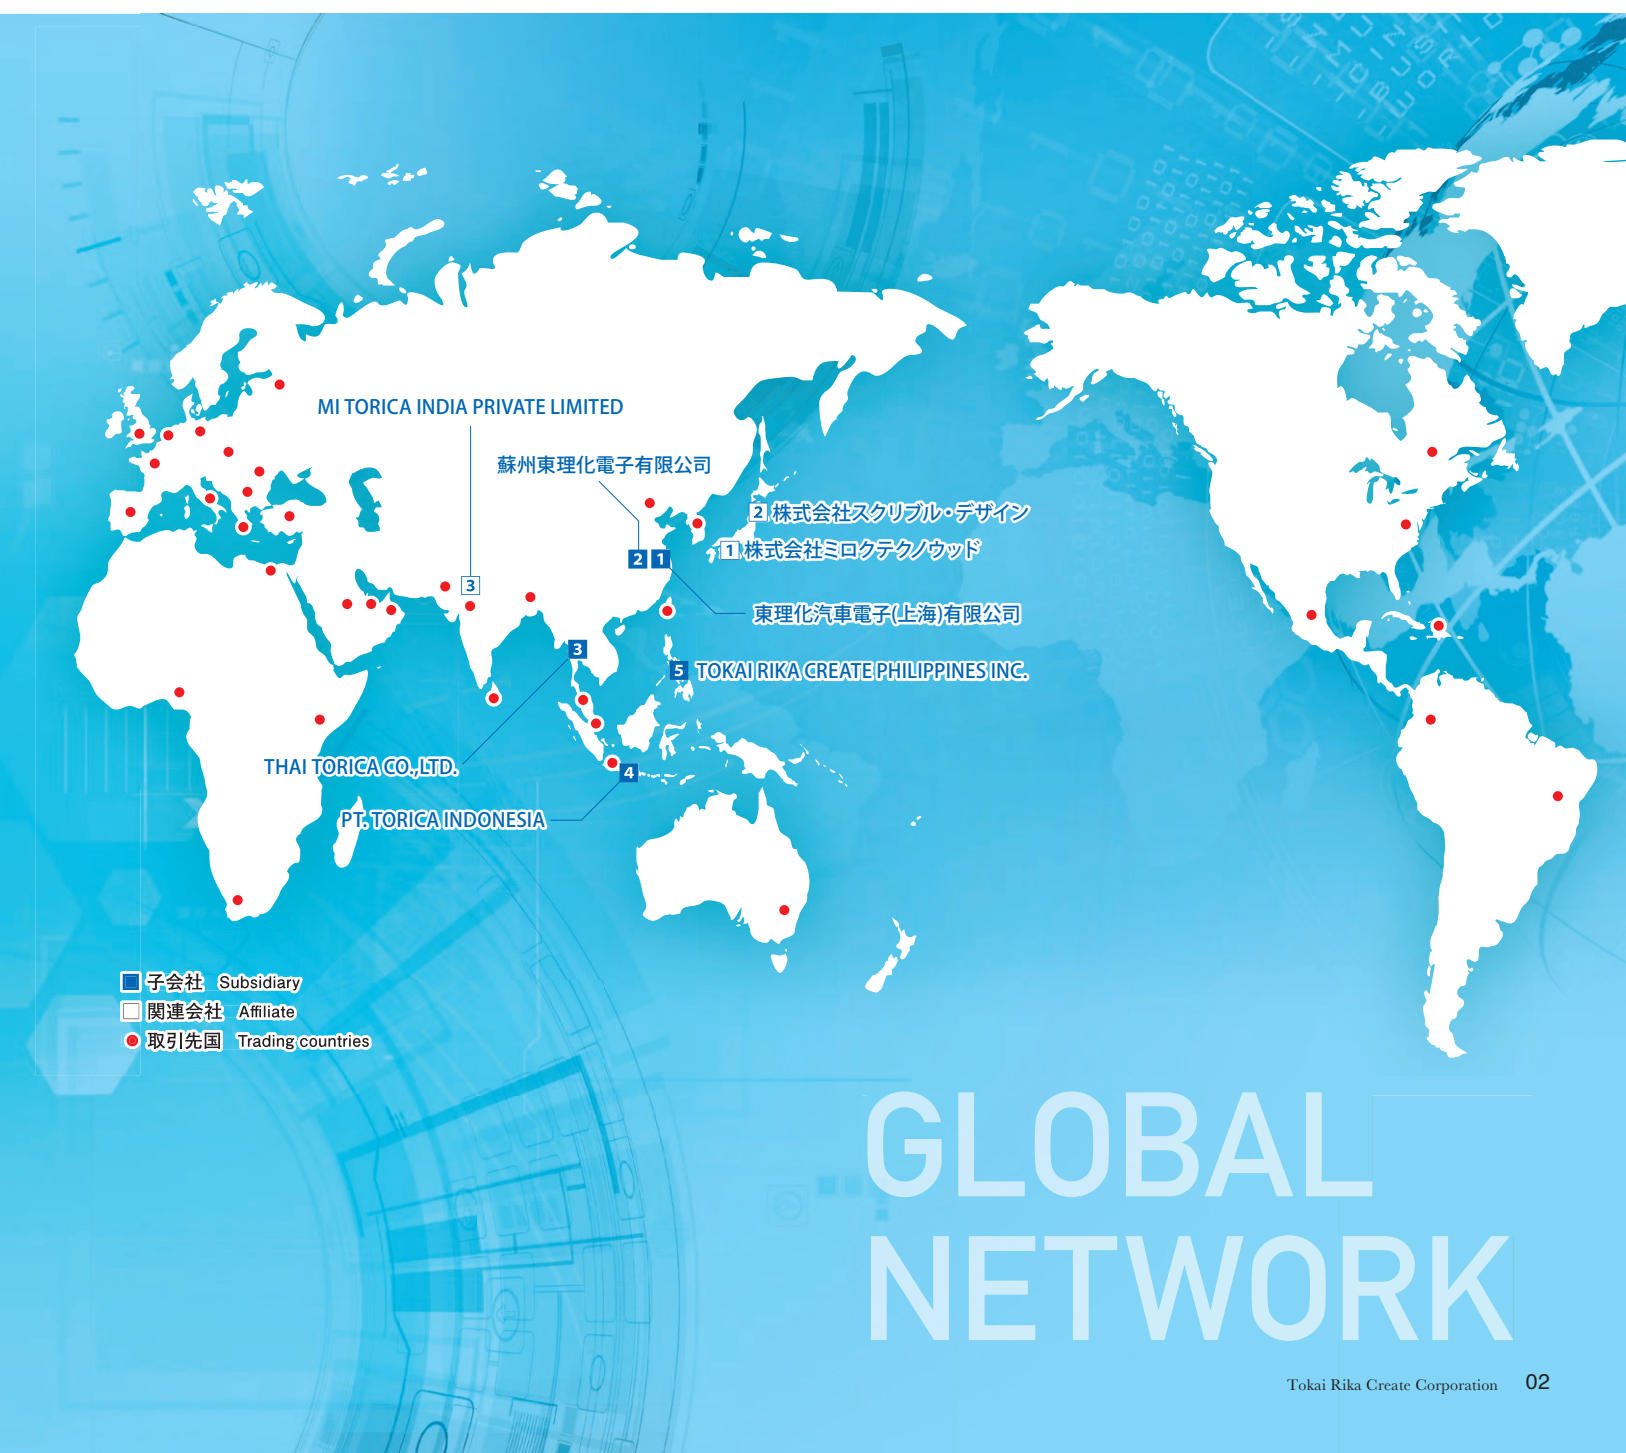 MI TORICA INDIA PRIVATE LIMITED
蘇州東理化電子有限公司
2 株式会社スクリブル・デザイン
1 株式会社ミロクテクノウッド
2 1
3
東理化汽車電子(上海)有限公司
3
5 TOKAI RIKA CREATE PHILIPPINES INC.
THAI TORICA CO.,LTD.
4
PT. TORICA INDONESIA
子会社 Subsidiary
関連会社 Affiliate
取引先国 Trading countries
GLOBAL
NETWORK
Tokai Rika Create Corporation 02